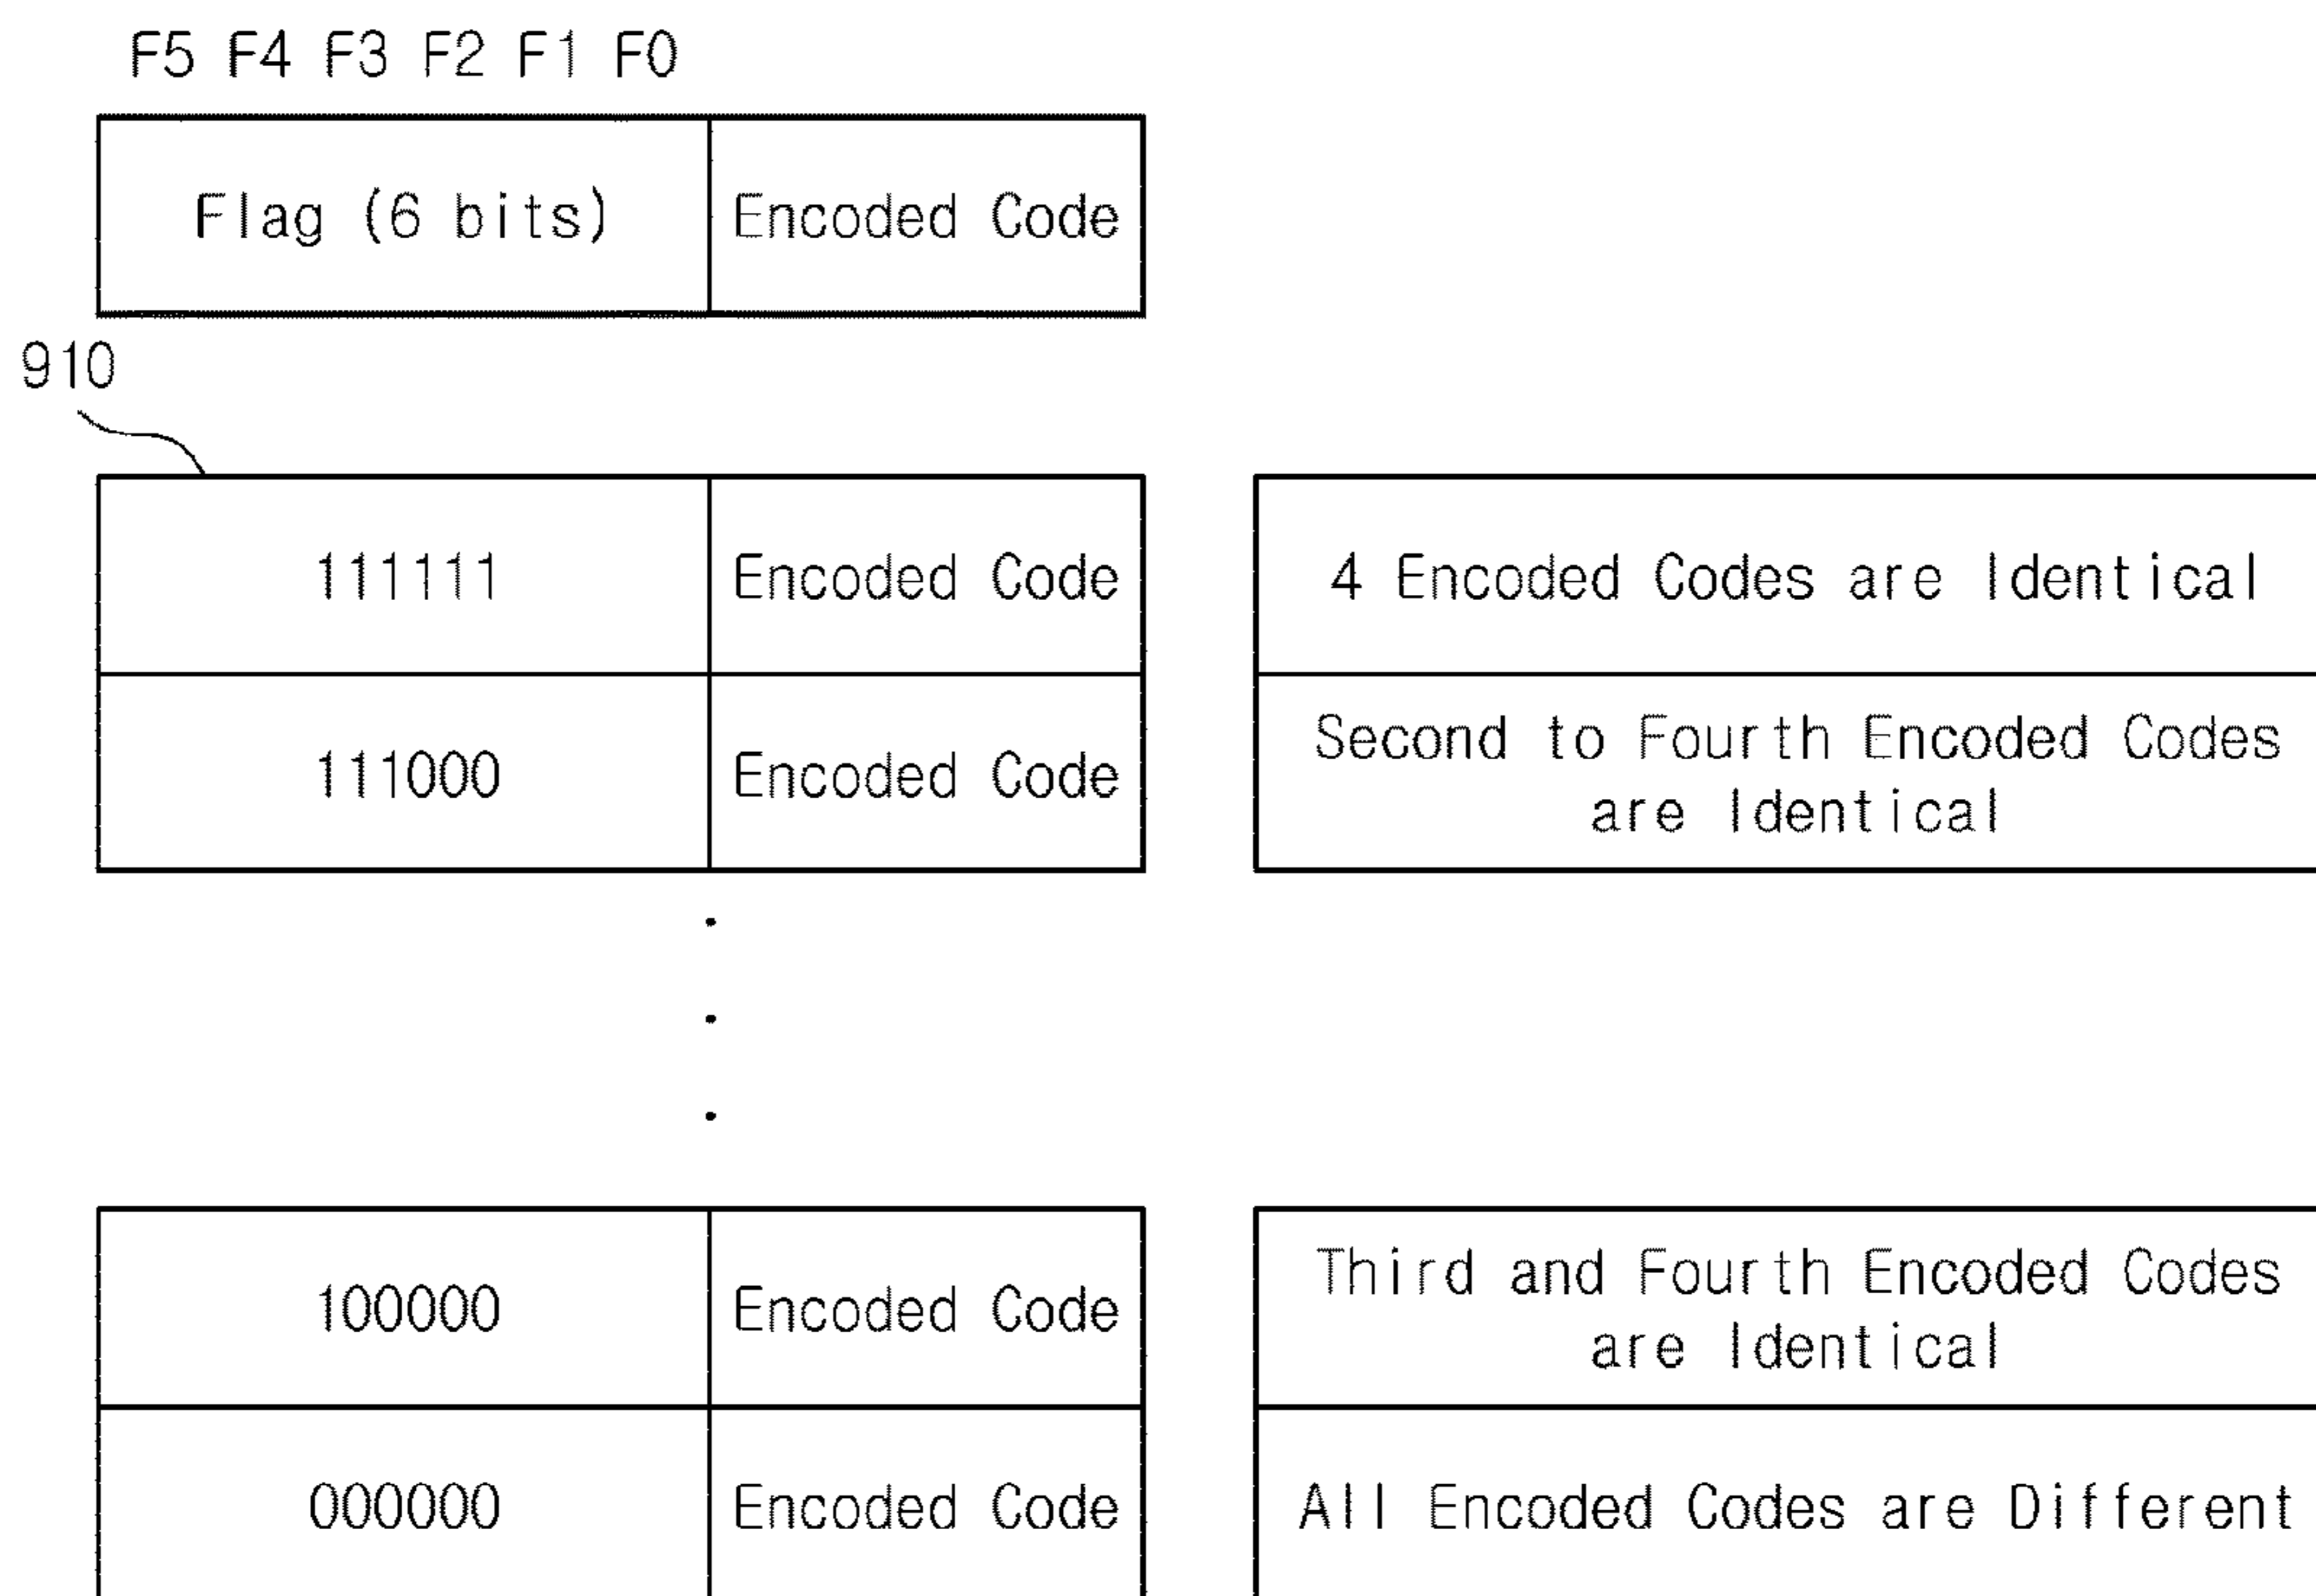 F5 F4 F3 F2 F1 F0
Flag (6 bits) Encoded Code
910
111111 Encoded Code 4 Encoded Codes are Identical
111000 Encoded Code Second to Fourth Encoded Codes
are Identical
100000 Encoded Code Third and Fourth Encoded Codes
are Identical
000000 Encoded Code All Encoded Codes are Different